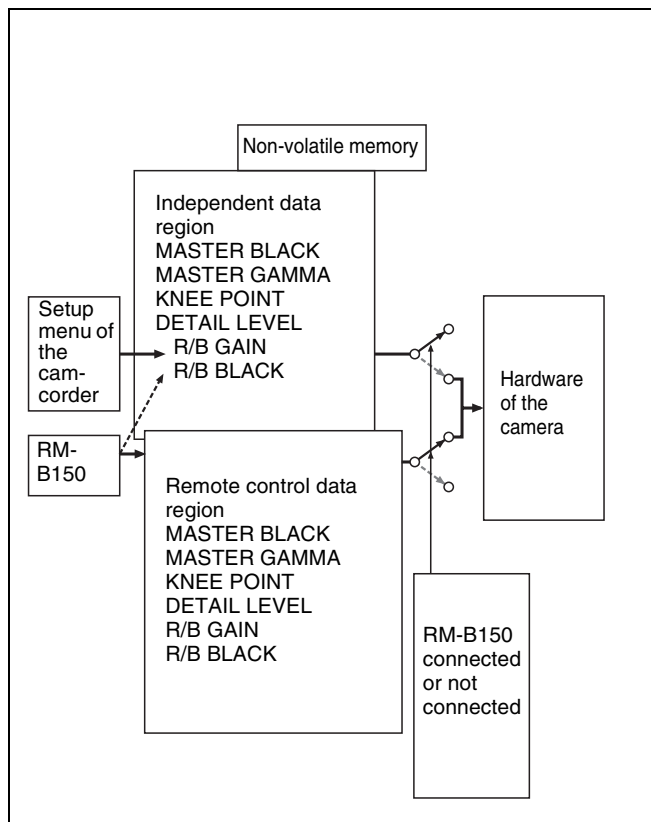 Non-volatile memory
Independent data
region
MASTER BLACK
MASTER GAMMA
KNEE POINT
DETAIL LEVEL
R/B GAIN
R/B BLACK
Setup
menu of
the
cam-
corder
RM-
B150
Hardware
of the
camera
Remote control data
region
MASTER BLACK
MASTER GAMMA
KNEE POINT
DETAIL LEVEL
R/B GAIN
R/B BLACK
RM-B150
connected
or not
connected